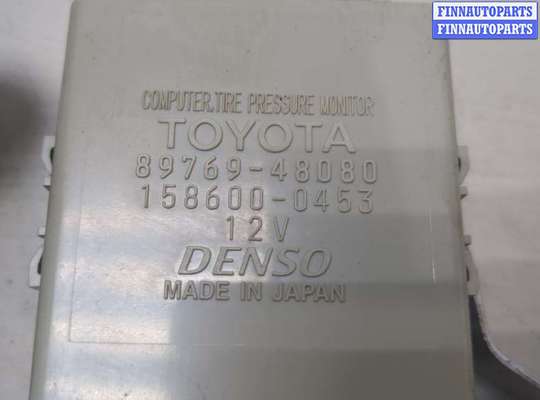 FINNAUTOPARTS
FINNAUTOPARTS
COMPUTER,TIRE PRESSURE MONITOR
TOYOTA
89769-48080
158600-0453
12V
DENSO
MADE IN JAPAN